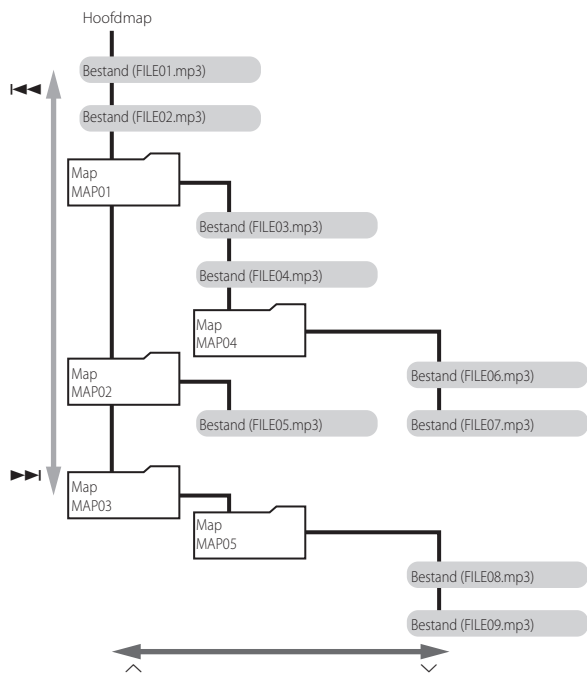 Hoofdmap
Bestand (FILE01.mp3)
Bestand (FILE02.mp3)
Map
MAP01
Bestand (FILE03.mp3)
Bestand (FILE04.mp3)
Map
MAP04
Bestand (FILE06.mp3)
Bestand (FILE07.mp3)
Map
MAP02
Bestand (FILE05.mp3)
Map
MAP03
Map
MAP05
Bestand (FILE08.mp3)
Bestand (FILE09.mp3)